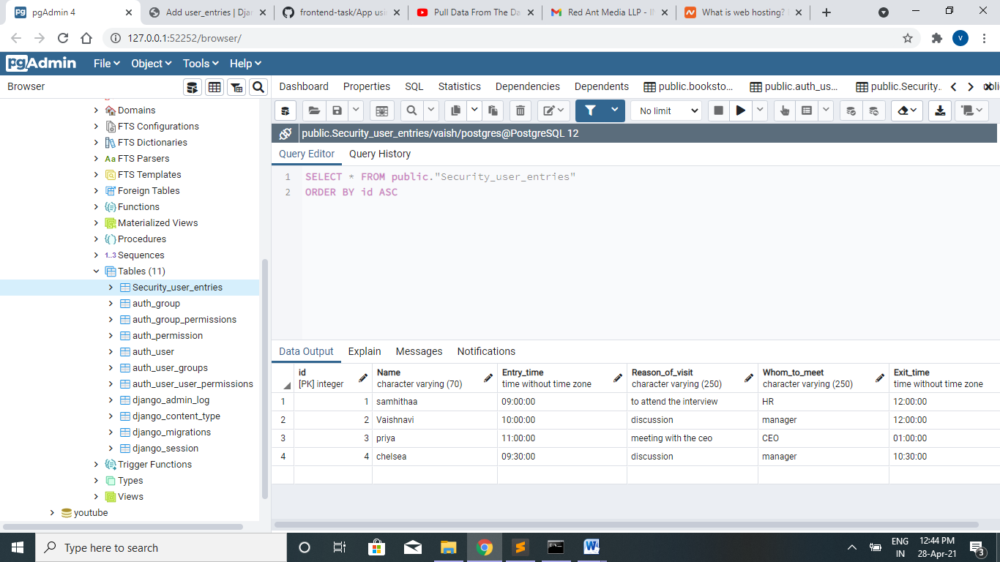 pgAdmin 4
Add user_entries | Djan
frontend-task/App usi
Pull Data From The Da
Red Ant Media LLP - II
What is web hosting?
127.0.0.1:52252/browser/
V
pgAdmin
File Object Tools Help
Browser
Dashboard Properties SQL Statistics Dependencies Dependents public.booksto... public.auth_us... public.Security..
No limit
public.Security_user_entries/vaish/postgres@PostgreSQL 12
Query Editor Query History
1 SELECT * FROM public."Security_user_entries"
2 ORDER BY id ASC
Domains
FTS Configurations
FTS Dictionaries
Aa FTS Parsers
FTS Templates
Foreign Tables
Functions
Materialized Views
Procedures
1..3 Sequences
Tables (11)
Security_user_entries
auth_group
auth_group_permissions
auth_permission
auth_user
auth_user_groups
auth_user_user_permissions
django_admin_log
django_content_type
django_migrations
django_session
Trigger Functions
Types
Views
youtube
Data Output Explain Messages Notifications
id Name Entry_time Reason_of_visit Whom_to_meet Exit_time
[PK] integer character varying (70) time without time zone character varying (250) character varying (250) time without time zone
1 1 samhithaa 09:00:00 to attend the interview HR 12:00:00
2 2 Vaishnavi 10:00:00 discussion manager 12:00:00
3 3 priya 11:00:00 meeting with the ceo CEO 01:00:00
4 4 chelsea 09:30:00 discussion manager 10:30:00
Type here to search
ENG
IN
12:44 PM
28-Apr-21
3